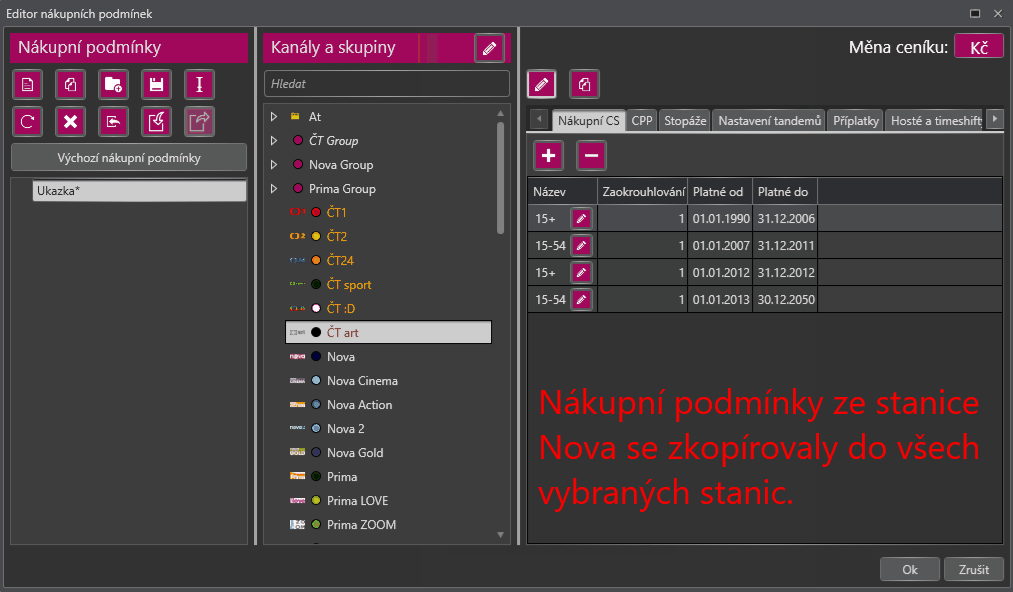 Editor nákupních podmínek
Nákupní podmínky
Výchozí nákupní podmínky
Ukazka*
Kanály a skupiny
Hledat
At
ČT Group
Nova Group
Prima Group
ČT1
ČT2
ČT24
ČT sport
ČT :D
ČT art
Nova
Nova Cinema
Nova Action
Nova 2
Nova Gold
Prima
Prima LOVE
Prima ZOOM
Měna ceníku: Kč
Nákupní CS CPP Stopáže Nastavení tandemů Příplatky Hosté a timeshift
Název Zaokrouhlování Platné od Platné do
15+ 1 01.01.1990 31.12.2006
15-54 1 01.01.2007 31.12.2011
15+ 1 01.01.2012 31.12.2012
15-54 1 01.01.2013 30.12.2050
Nákupní podmínky ze stanice
Nova se zkopírovaly do všech
vybraných stanic.
Ok Zrušit